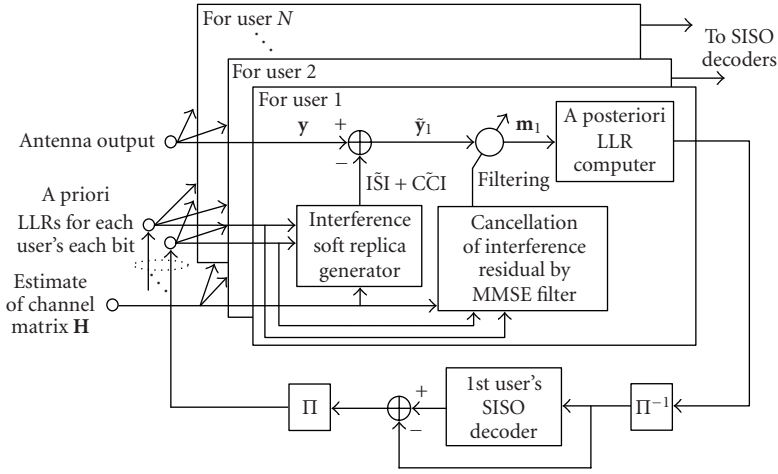 For user N
To SISO
decoders
For user 2
For user 1
Antenna output
y
+
−
ỹ₁
m₁
A posteriori
LLR
computer
IS̃I + CC̃I
Filtering
A priori
LLRs for each
user's each bit
Interference
soft replica
generator
Cancellation
of interference
residual by
MMSE filter
Estimate
of channel
matrix H
Π
+
−
1st user's
SISO
decoder
Π⁻¹